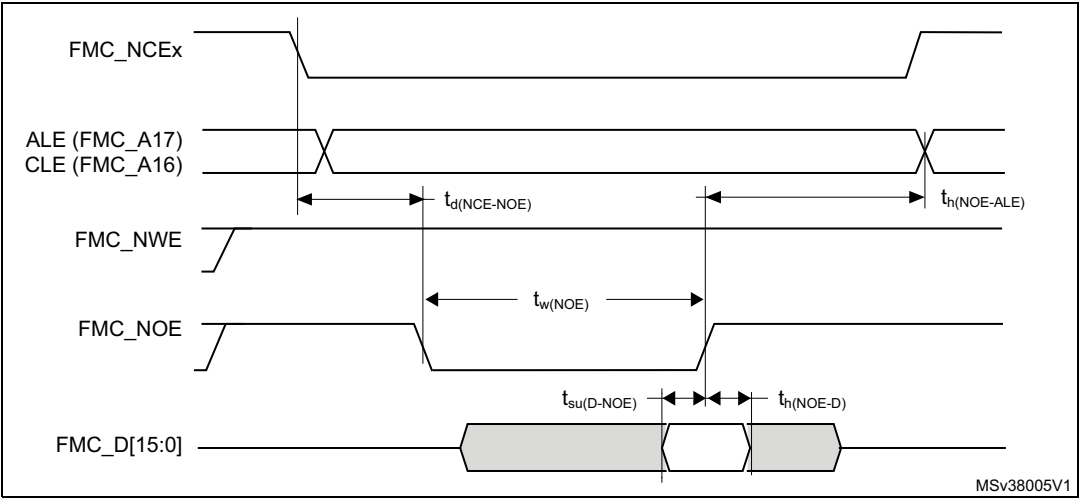 FMC_NCEx
ALE (FMC_A17)
CLE (FMC_A16)
td(NCE-NOE)
th(NOE-ALE)
FMC_NWE
tw(NOE)
FMC_NOE
tsu(D-NOE)
th(NOE-D)
FMC_D[15:0]
MSv38005V1